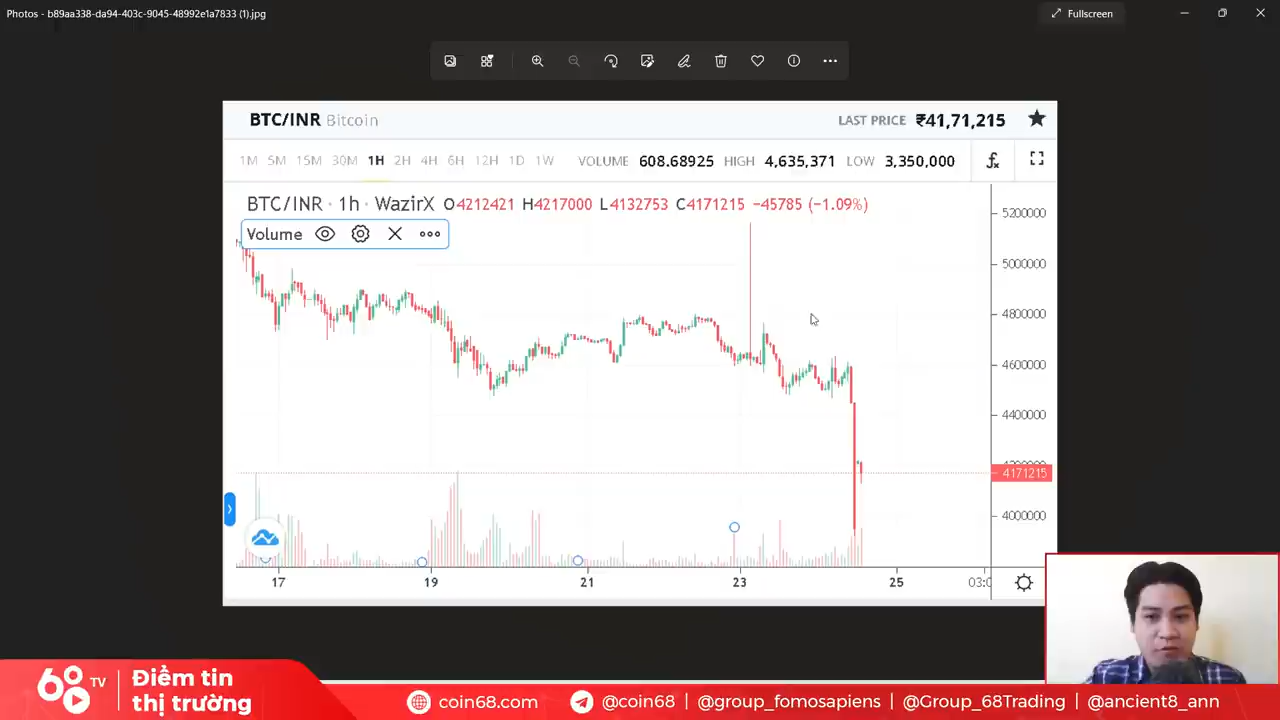 Photos - b89aa338-da94-403c-9045-48992e1a7833 (1).jpg
Fullscreen
BTC/INR Bitcoin
LAST PRICE ₹41,71,215
1M 5M 15M 30M 1H 2H 4H 6H 12H 1D 1W
VOLUME 608.68925 HIGH 4,635,371 LOW 3,350,000
BTC/INR · 1h · WazirX O4212421 H4217000 L4132753 C4171215 −45785 (−1.09%)
Volume
5200000
5000000
4800000
4600000
4400000
4171215
4000000
17 19 21 23 25
68 TV
Điểm tin
thị trường
coin68.com
@coin68 | @group_fomosapiens | @Group_68Trading | @ancient8_ann